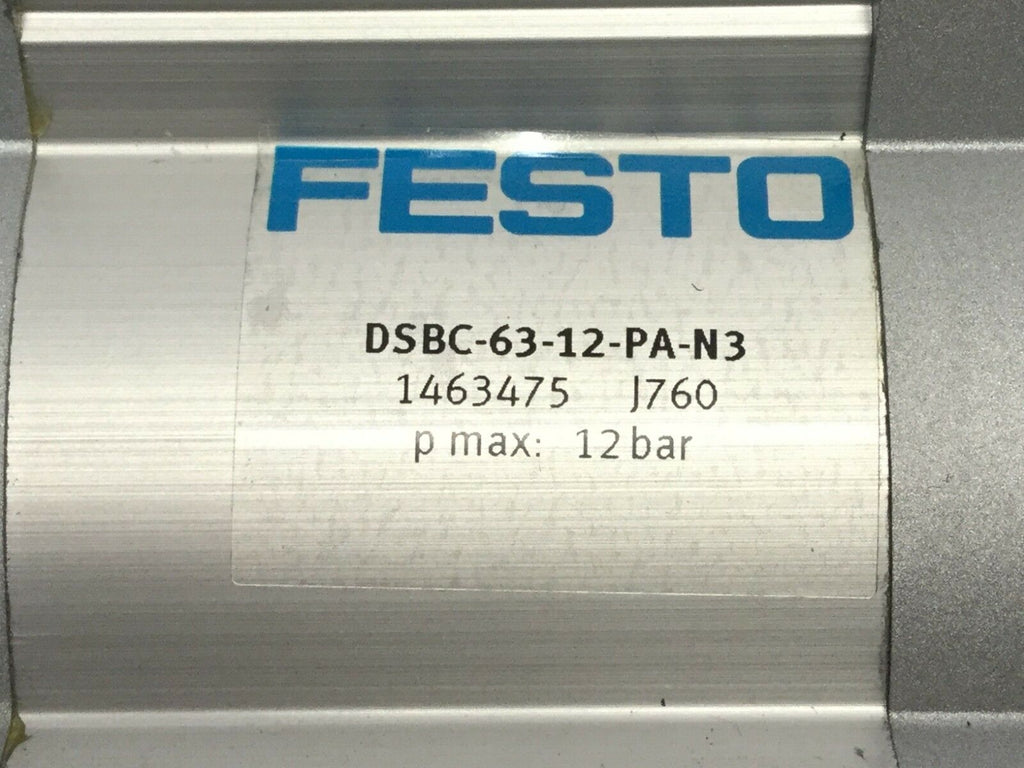 FESTO
DSBC-63-12-PA-N3
1463475 J760
p max: 12 bar